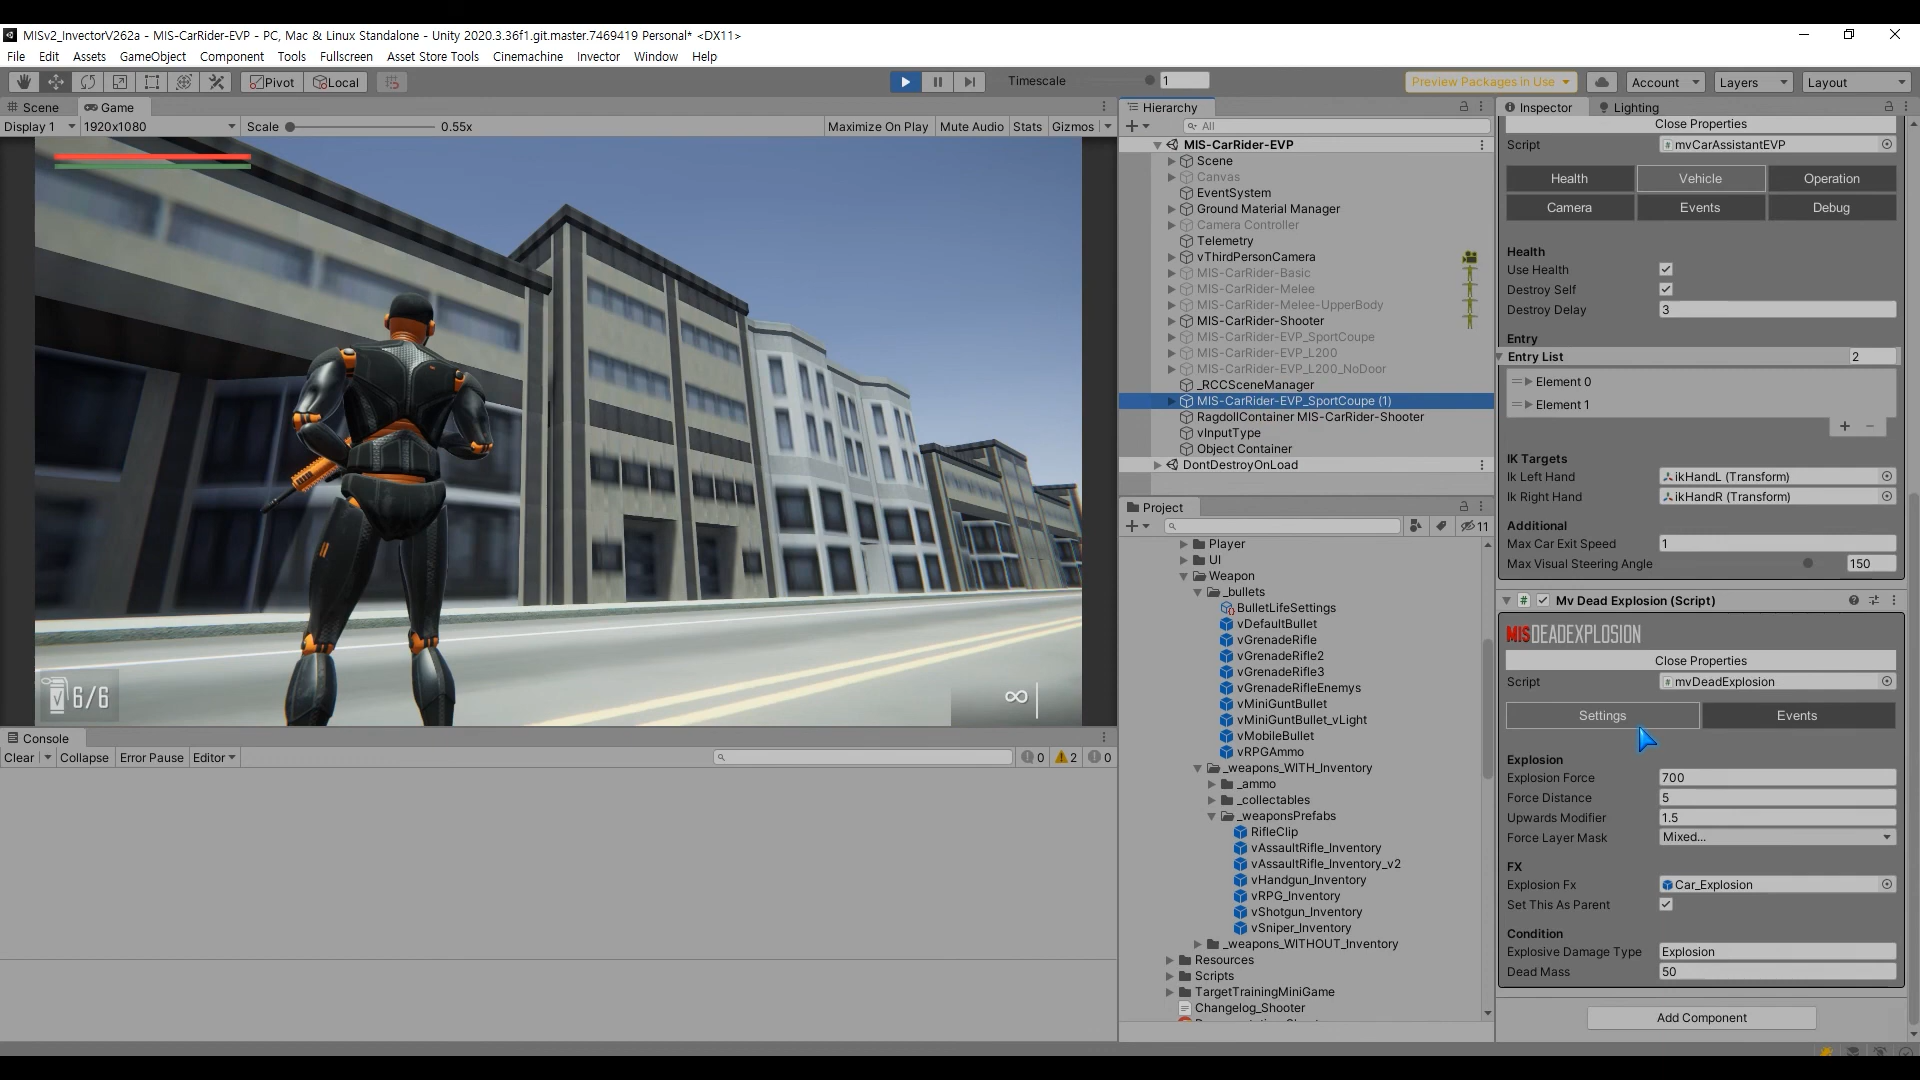 MISv2_InvectorV262a - MIS-CarRider-EVP - PC, Mac & Linux Standalone - Unity 2020.3.36f1.git.master.7469419 Personal* <DX11>
File Edit Assets GameObject Component Tools Fullscreen Asset Store Tools Cinemachine Invector Window Help
Pivot Local Timescale 1 Preview Packages in Use Account Layers Layout
Scene Game
Display 1 1920x1080 Scale 0.55x Maximize On Play Mute Audio Stats Gizmos
6/6
∞
Console
Clear Collapse Error Pause Editor 0 2 0
Hierarchy
All
MIS-CarRider-EVP
Scene
Canvas
EventSystem
Ground Material Manager
Camera Controller
Telemetry
vThirdPersonCamera
MIS-CarRider-Basic
MIS-CarRider-Melee
MIS-CarRider-Melee-UpperBody
MIS-CarRider-Shooter
MIS-CarRider-EVP_SportCoupe
MIS-CarRider-EVP_L200
MIS-CarRider-EVP_L200_NoDoor
_RCCSceneManager
MIS-CarRider-EVP_SportCoupe (1)
RagdollContainer MIS-CarRider-Shooter
vInputType
Object Container
DontDestroyOnLoad
Project
11
Player
UI
Weapon
_bullets
BulletLifeSettings
vDefaultBullet
vGrenadeRifle
vGrenadeRifle2
vGrenadeRifle3
vGrenadeRifleEnemys
vMiniGuntBullet
vMiniGuntBullet_vLight
vMobileBullet
vRPGAmmo
_weapons_WITH_Inventory
_ammo
_collectables
_weaponsPrefabs
RifleClip
vAssaultRifle_Inventory
vAssaultRifle_Inventory_v2
vHandgun_Inventory
vRPG_Inventory
vShotgun_Inventory
vSniper_Inventory
_weapons_WITHOUT_Inventory
Resources
Scripts
TargetTrainingMiniGame
Changelog_Shooter
Inspector Lighting
Close Properties
Script mvCarAssistantEVP
Health Vehicle Operation
Camera Events Debug
Health
Use Health
Destroy Self
Destroy Delay 3
Entry
Entry List 2
Element 0
Element 1
IK Targets
Ik Left Hand ikHandL (Transform)
Ik Right Hand ikHandR (Transform)
Additional
Max Car Exit Speed 1
Max Visual Steering Angle 150
Mv Dead Explosion (Script)
MISDEADEXPLOSION
Close Properties
Script mvDeadExplosion
Settings Events
Explosion
Explosion Force 700
Force Distance 5
Upwards Modifier 1.5
Force Layer Mask Mixed...
FX
Explosion Fx Car_Explosion
Set This As Parent
Condition
Explosive Damage Type Explosion
Dead Mass 50
Add Component